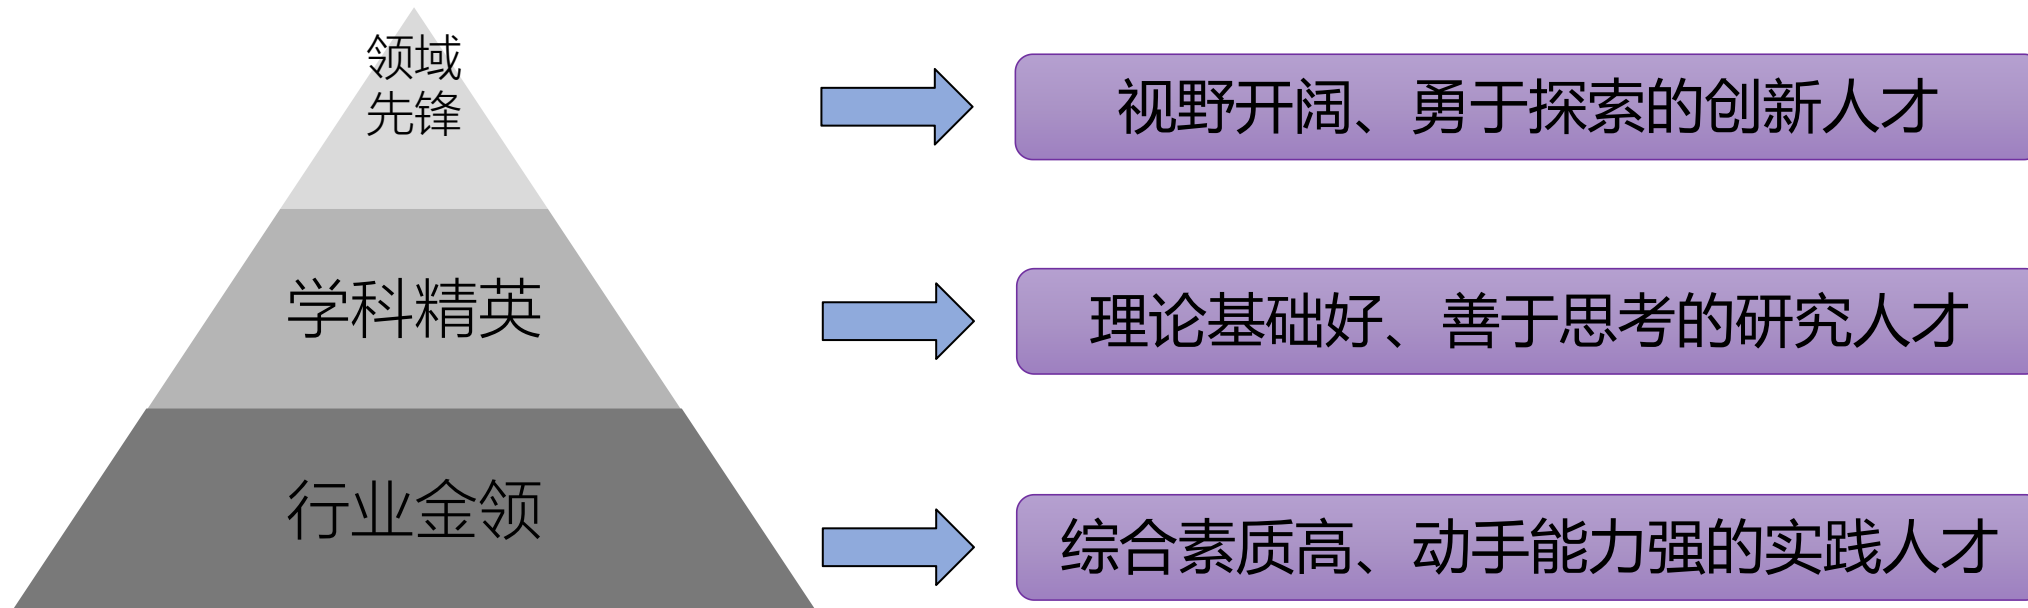 领域
先锋
视野开阔、勇于探索的创新人才
学科精英
理论基础好、善于思考的研究人才
行业金领
综合素质高、动手能力强的实践人才